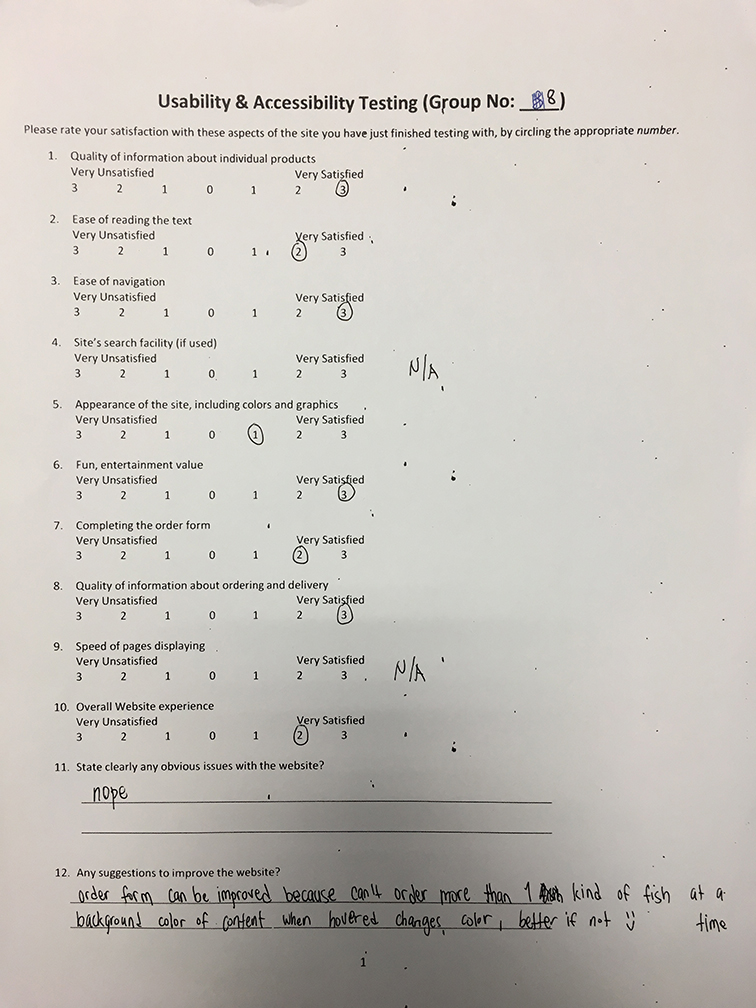 Usability & Accessibility Testing (Group No: 8)
Please rate your satisfaction with these aspects of the site you have just finished testing with, by circling the appropriate number.
1. Quality of information about individual products
Very Unsatisfied Very Satisfied
3 2 1 0 1 2 3
2. Ease of reading the text
Very Unsatisfied Very Satisfied
3 2 1 0 1 2 3
3. Ease of navigation
Very Unsatisfied Very Satisfied
3 2 1 0 1 2 3
4. Site's search facility (if used)
Very Unsatisfied Very Satisfied
3 2 1 0 1 2 3 N/A
5. Appearance of the site, including colors and graphics
Very Unsatisfied Very Satisfied
3 2 1 0 1 2 3
6. Fun, entertainment value
Very Unsatisfied Very Satisfied
3 2 1 0 1 2 3
7. Completing the order form
Very Unsatisfied Very Satisfied
3 2 1 0 1 2 3
8. Quality of information about ordering and delivery
Very Unsatisfied Very Satisfied
3 2 1 0 1 2 3
9. Speed of pages displaying
Very Unsatisfied Very Satisfied
3 2 1 0 1 2 3 N/A
10. Overall Website experience
Very Unsatisfied Very Satisfied
3 2 1 0 1 2 3
11. State clearly any obvious issues with the website?
nope
12. Any suggestions to improve the website?
order form can be improved because can't order more than 1 kind of fish at a
background color of content when hovered changes color, better if not time
1